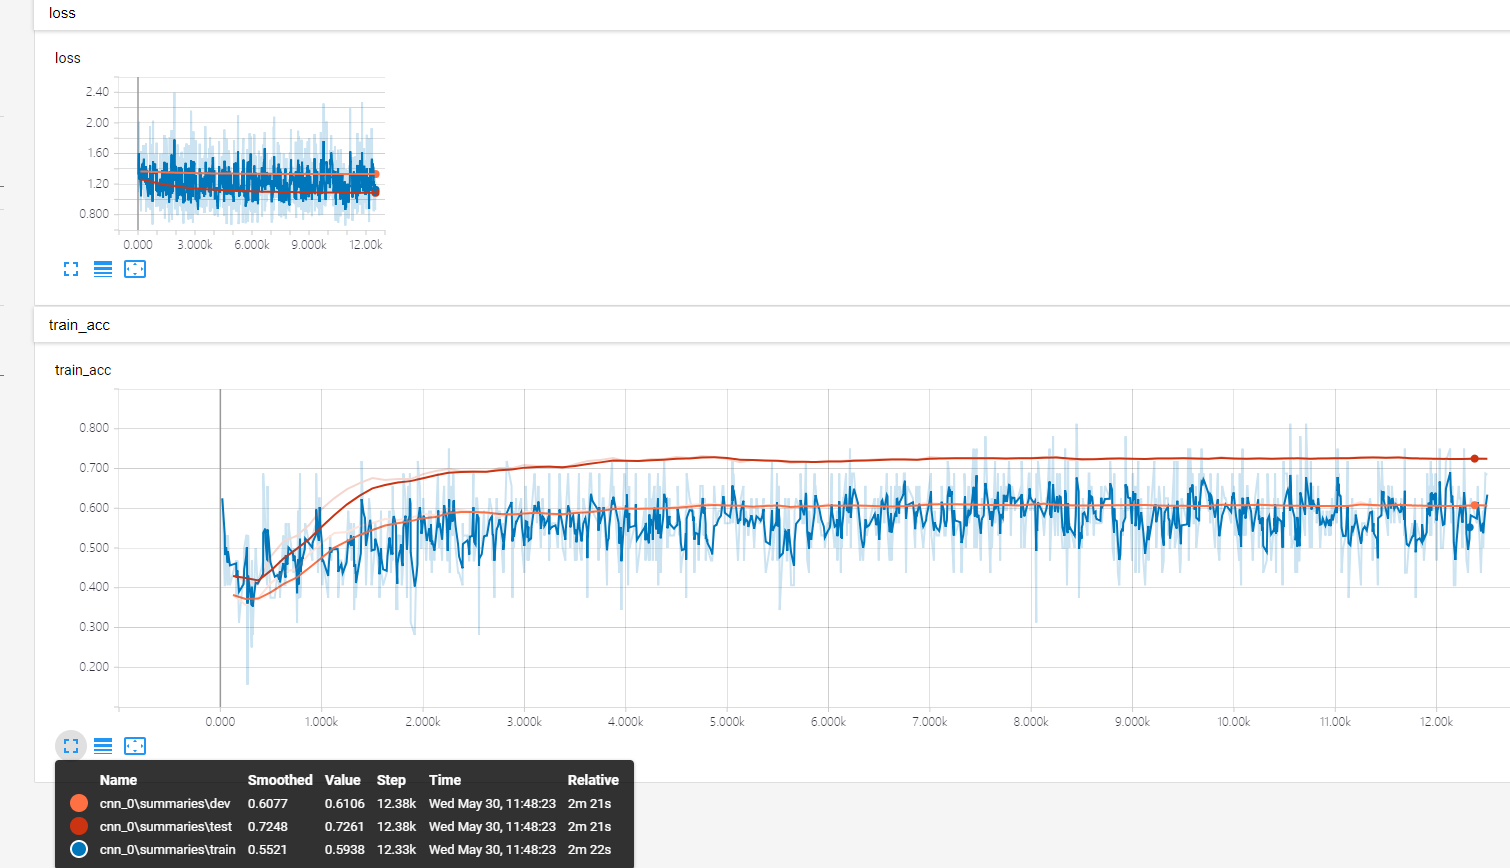 loss
loss
2.40
2.00
1.60
1.20
0.800
0.000 3.000k 6.000k 9.000k 12.00k
train_acc
train_acc
0.800
0.700
0.600
0.500
0.400
0.300
0.200
0.000 1.000k 2.000k 3.000k 4.000k 5.000k 6.000k 7.000k 8.000k 9.000k 10.00k 11.00k 12.00k
Name Smoothed Value Step Time Relative
cnn_0\summaries\dev 0.6077 0.6106 12.38k Wed May 30, 11:48:23 2m 21s
cnn_0\summaries\test 0.7248 0.7261 12.38k Wed May 30, 11:48:23 2m 21s
cnn_0\summaries\train 0.5521 0.5938 12.33k Wed May 30, 11:48:23 2m 22s